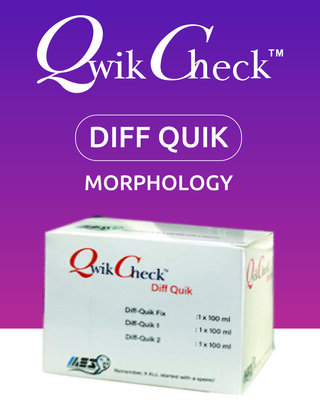 QwikCheck™
DIFF QUIK
MORPHOLOGY
QwikCheck™
Diff Quik
Diff-Quik Fix : 1 x 100 ml
Diff-Quik 1 : 1 x 100 ml
Diff-Quik 2 : 1 x 100 ml
MES
Remember, it ALL started with a sperm!